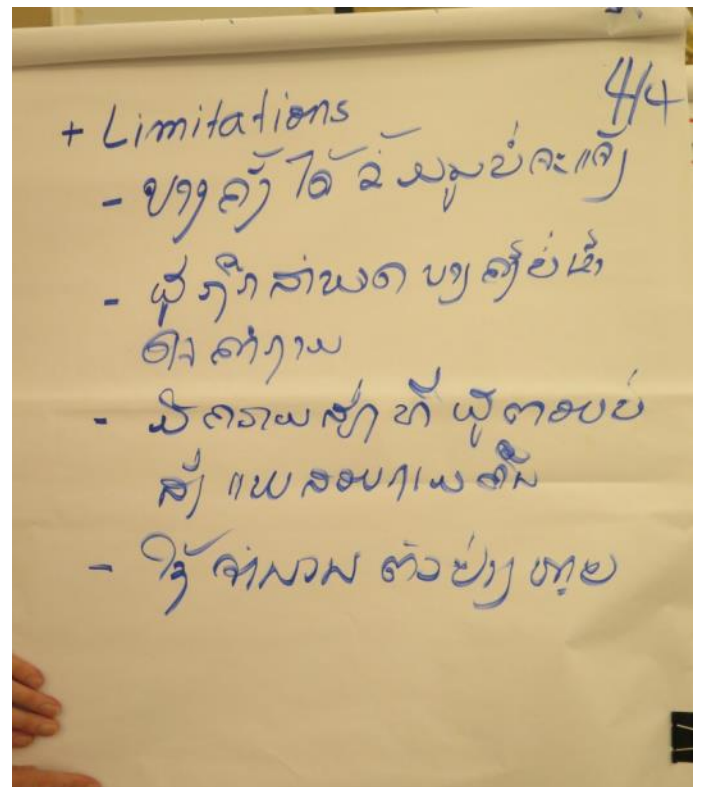 4/4
+ Limitations
- ບາງຄັ້ງ ໄດ້ ຂໍ້ມູນບໍ່ຈະແຈ້ງ
- ຜູ້ຖືກສຳພາດ ບາງຄັ້ງບໍ່ເຂົ້າ
ຄຳຖາມ
- ມີຄວາມສ່ຽງ ທີ່ ຜູ້ຕອບບໍ່
ສົ່ງ ແບບສອບຖາມຄືນ
- ໃຊ້ ຈຳນວນ ຕົວຢ່າງ ຫຼາຍ